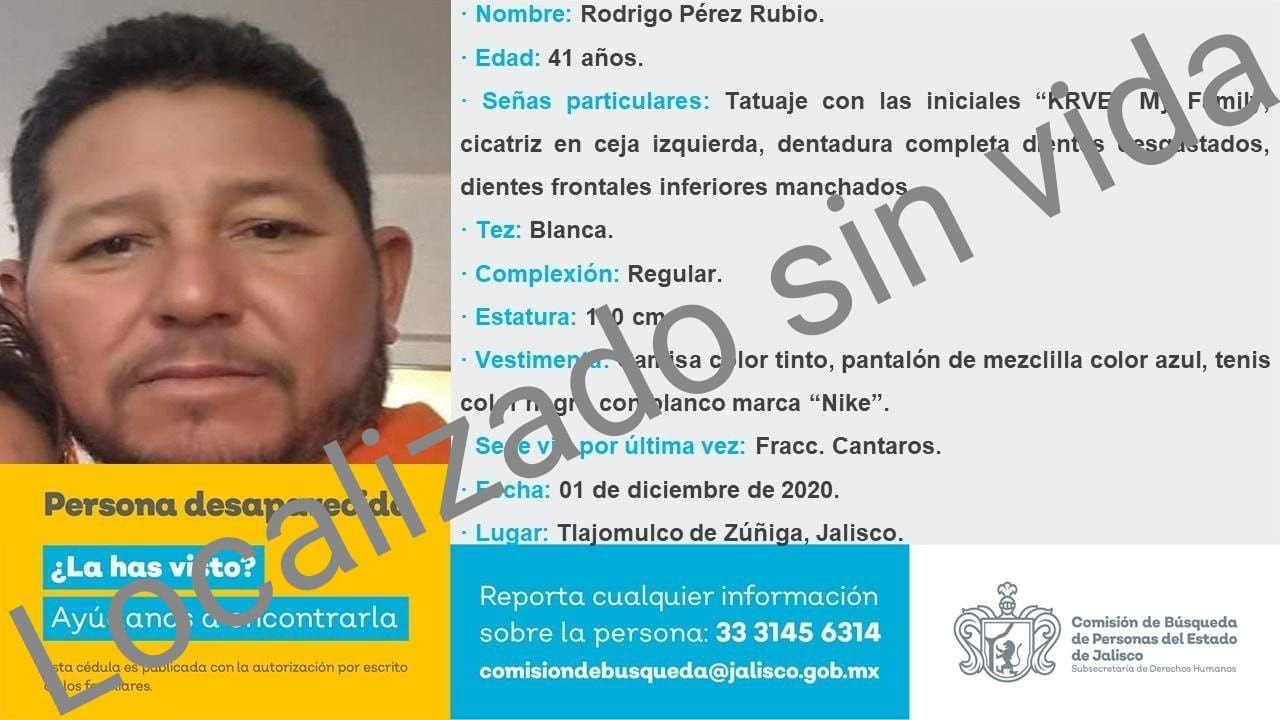 · Nombre: Rodrigo Pérez Rubio.
· Edad: 41 años.
· Señas particulares: Tatuaje con las iniciales “KRVE My Family,
cicatriz en ceja izquierda, dentadura completa dientes desgastados,
dientes frontales inferiores manchados
· Tez: Blanca.
· Complexión: Regular.
· Estatura: cm
· Vestimenta: Camisa color tinto, pantalón de mezclilla color azul, tenis
color negro con blanco marca “Nike”.
· Se le vio por última vez: Fracc. Cantaros.
· Fecha: 01 de diciembre de 2020.
· Lugar: Tlajomulco de Zúñiga, Jalisco.
Localizado sin vida
Persona desaparecida
¿La has visto?
Ayúdanos a encontrarla
Esta cédula es publicada con la autorización por escrito
de los familiares.
Reporta cualquier información
sobre la persona: 33 3145 6314
comisiondebusqueda@jalisco.gob.mx
Comisión de Búsqueda
de Personas del Estado
de Jalisco
Subsecretaría de Derechos Humanos